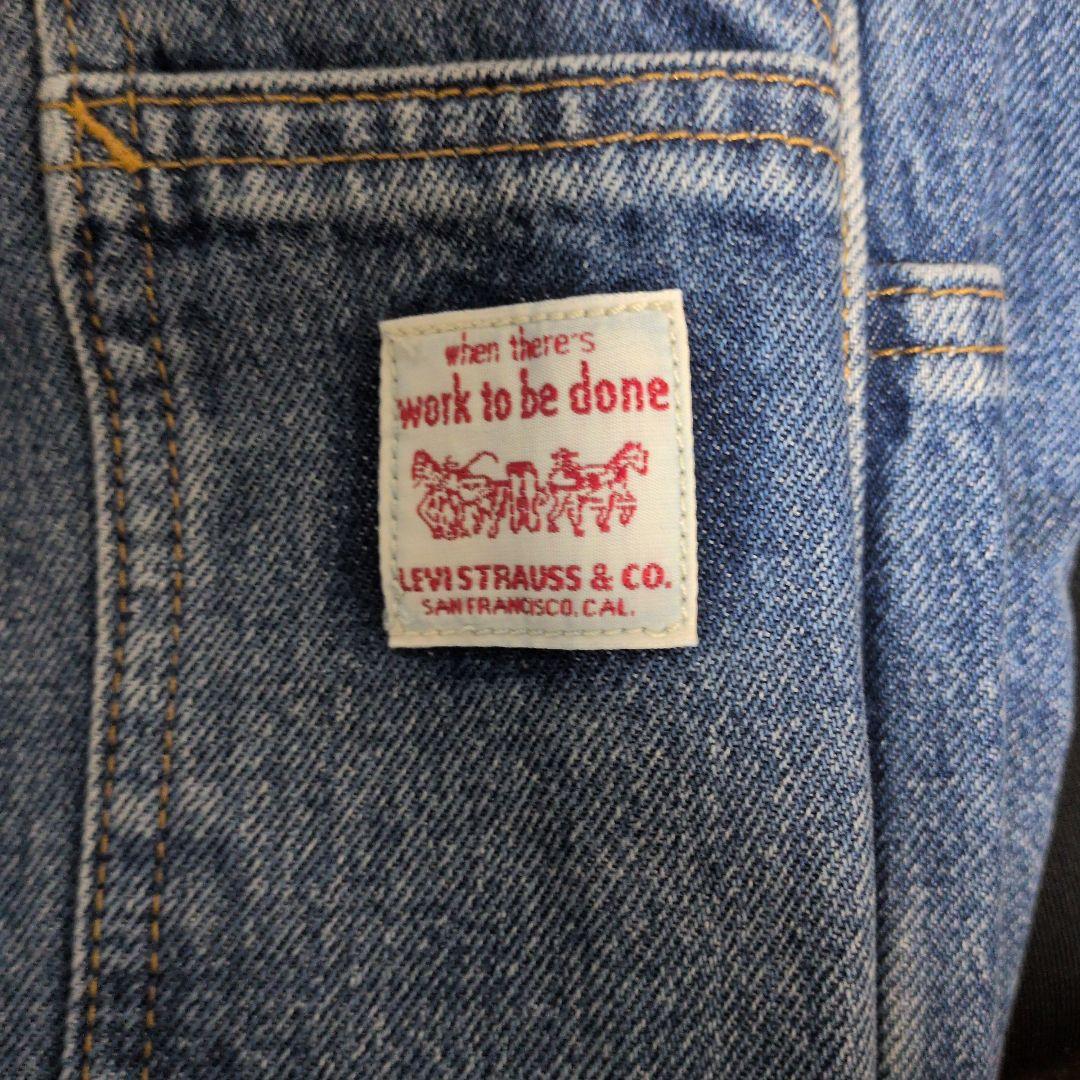 when there's
work to be done
LEVI STRAUSS & CO.
SAN FRANCISCO, CAL.